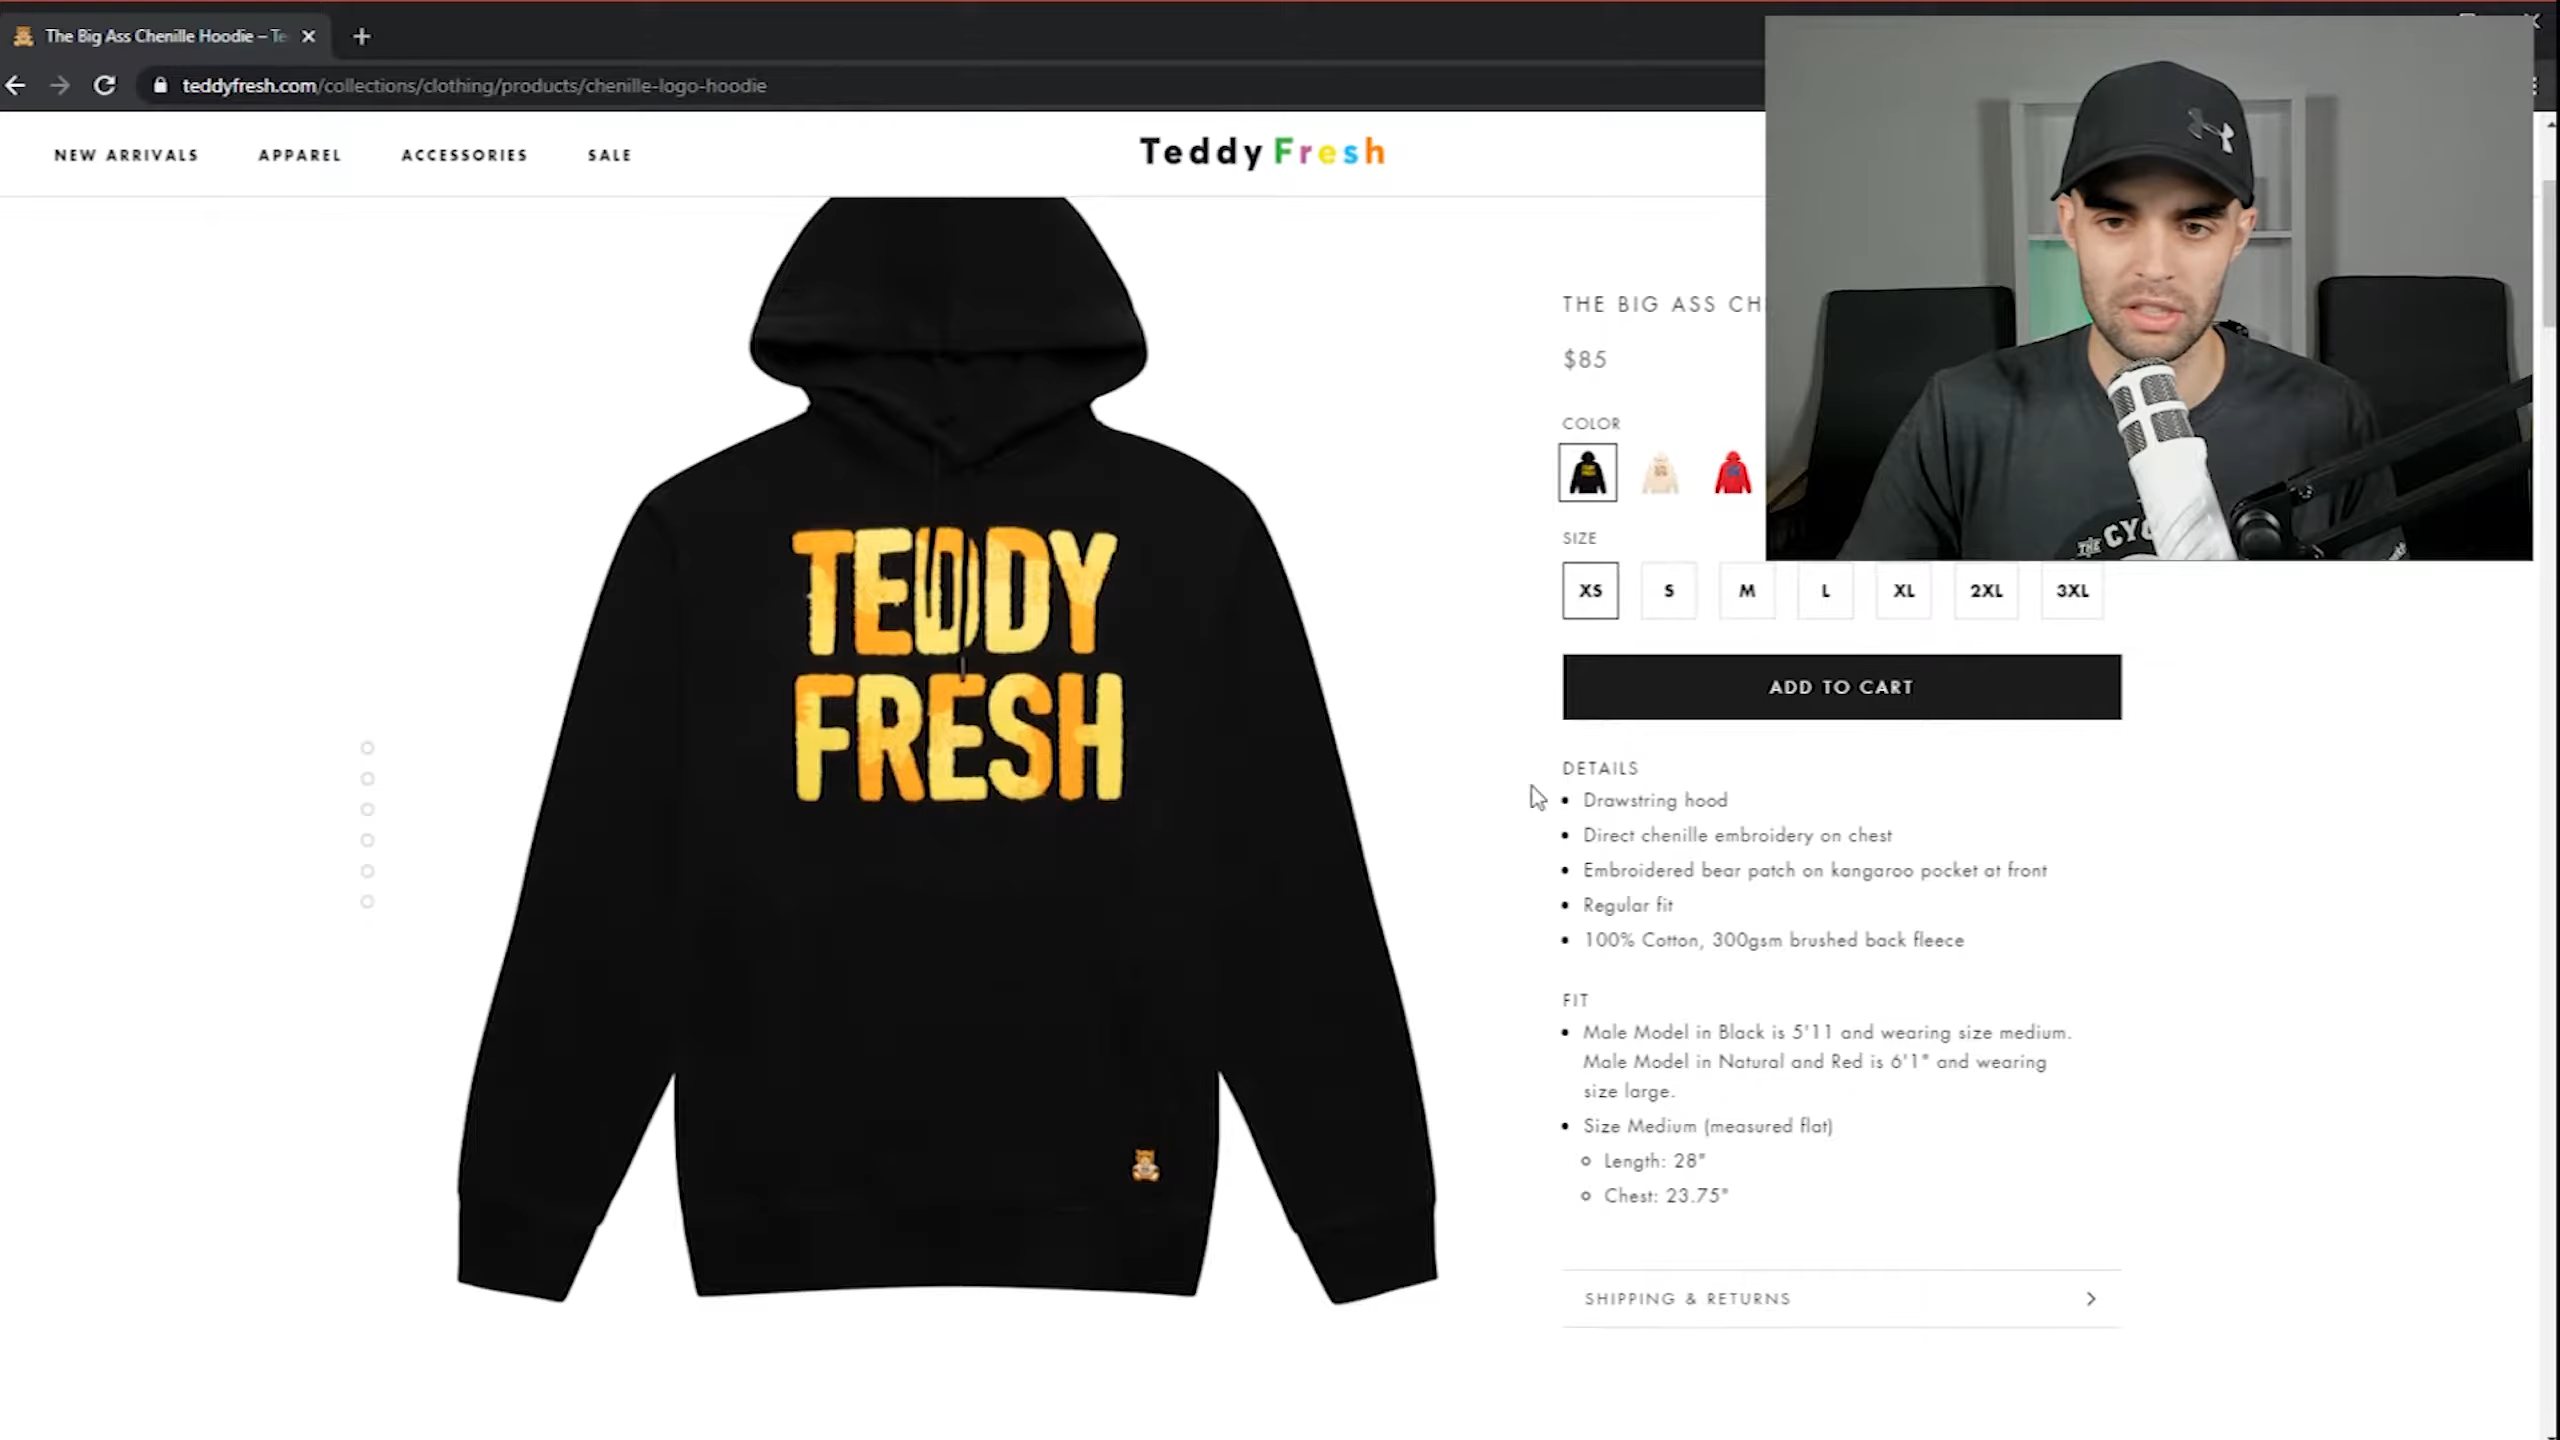 The Big Ass Chenille Hoodie – Te
teddyfresh.com/collections/clothing/products/chenille-logo-hoodie
NEW ARRIVALS APPAREL ACCESSORIES SALE
Teddy Fresh
THE BIG ASS CH
$85
COLOR
SIZE
XS S M L XL 2XL 3XL
ADD TO CART
DETAILS
Drawstring hood
Direct chenille embroidery on chest
Embroidered bear patch on kangaroo pocket at front
Regular fit
100% Cotton, 300gsm brushed back fleece
FIT
Male Model in Black is 5'11 and wearing size medium.
Male Model in Natural and Red is 6'1" and wearing
size large.
Size Medium (measured flat)
Length: 28"
Chest: 23.75"
SHIPPING & RETURNS
TEDDY
FRESH
THE CYC